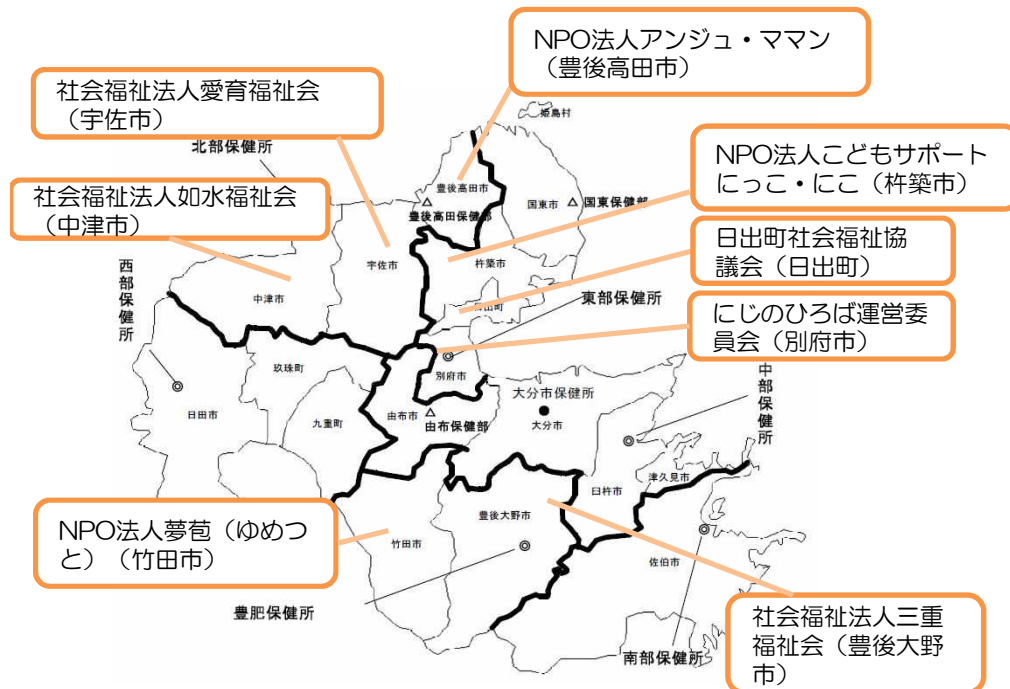 NPO法人アンジュ・ママン
（豊後高田市）
社会福祉法人愛育福祉会
（宇佐市）
姫島村
北部保健所
NPO法人こどもサポート
にっこ・にこ（杵築市）
社会福祉法人如水福祉会
（中津市）
豊後高田市
豊後高田保健部
国東市
国東保健部
日出町社会福祉協
議会（日出町）
宇佐市
杵築市
西部保健所
中津市
日出町
東部保健所
にじのひろば運営委
員会（別府市）
玖珠町
別府市
中部保健所
大分市保健所
日田市
九重町
由布市
由布保健部
大分市
津久見市
臼杵市
NPO法人夢苞（ゆめつ
と）（竹田市）
豊後大野市
竹田市
佐伯市
豊肥保健所
社会福祉法人三重
福祉会（豊後大野
市）
南部保健所